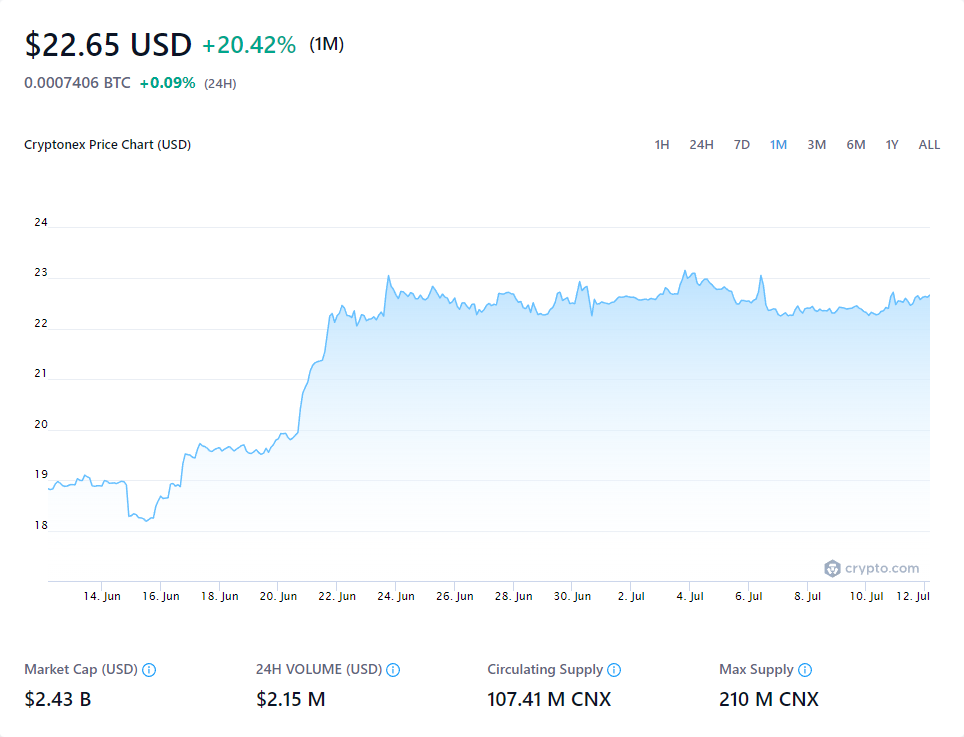 $22.65 USD +20.42% (1M)
0.0007406 BTC +0.09% (24H)
Cryptonex Price Chart (USD) 1H 24H 7D 1M 3M 6M 1Y ALL
24
23
22
21
20
19
18
crypto.com
14. Jun 16. Jun 18. Jun 20. Jun 22. Jun 24. Jun 26. Jun 28. Jun 30. Jun 2. Jul 4. Jul 6. Jul 8. Jul 10. Jul 12. Jul
Market Cap (USD) 24H VOLUME (USD) Circulating Supply Max Supply
$2.43 B $2.15 M 107.41 M CNX 210 M CNX